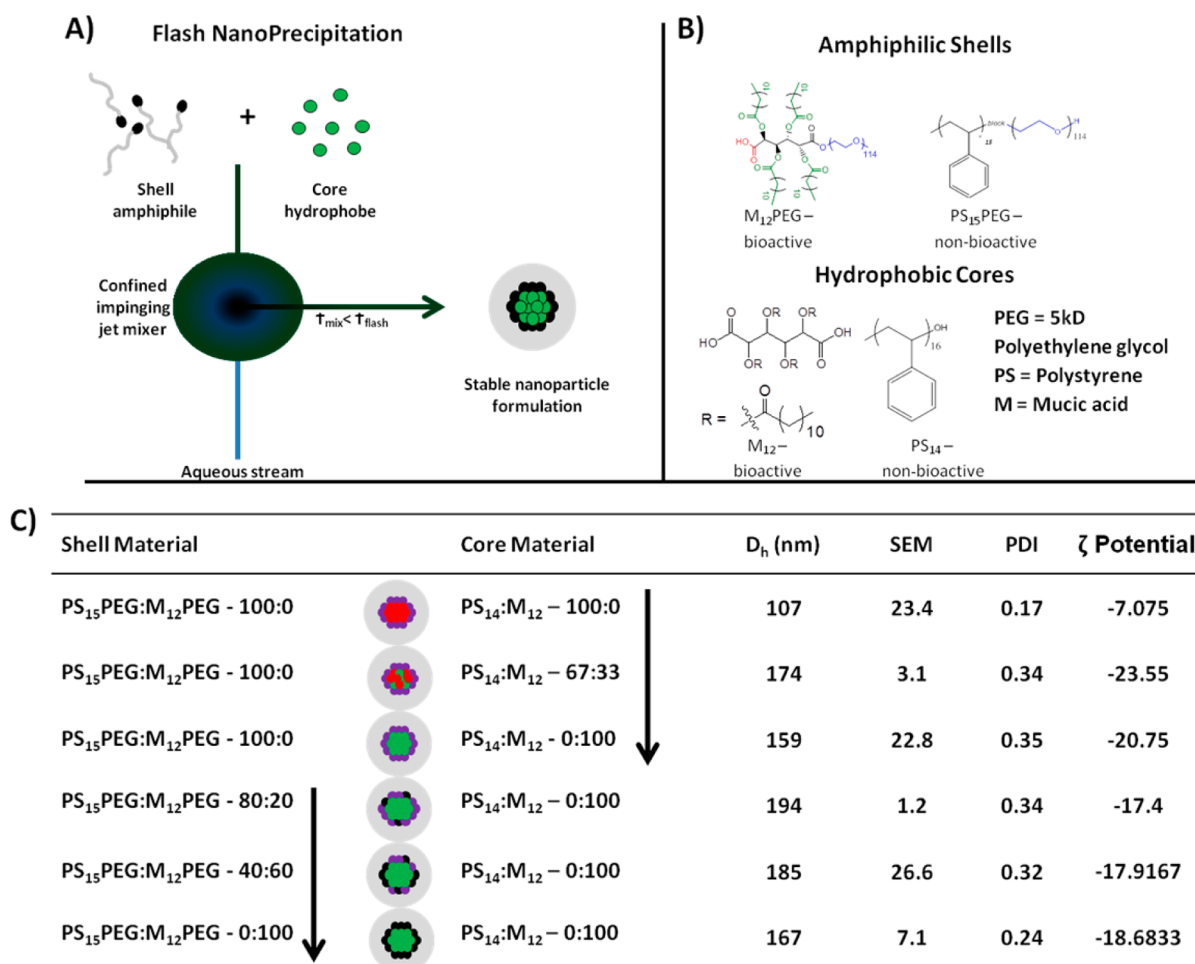 A)
Flash NanoPrecipitation
+
Shell
amphiphile
Core
hydrophobe
Confined
impinging
jet mixer
τmix< τflash
Stable nanoparticle
formulation
Aqueous stream
B)
Amphiphilic Shells
M₁₂PEG–
bioactive
PS₁₅PEG–
non-bioactive
Hydrophobic Cores
R =
M₁₂–
bioactive
PS₁₄–
non-bioactive
PEG = 5kD
Polyethylene glycol
PS = Polystyrene
M = Mucic acid
C)
Shell Material Core Material Dₕ (nm) SEM PDI ζ Potential
PS₁₅PEG:M₁₂PEG - 100:0 PS₁₄:M₁₂ – 100:0 107 23.4 0.17 -7.075
PS₁₅PEG:M₁₂PEG - 100:0 PS₁₄:M₁₂ – 67:33 174 3.1 0.34 -23.55
PS₁₅PEG:M₁₂PEG - 100:0 PS₁₄:M₁₂ - 0:100 159 22.8 0.35 -20.75
PS₁₅PEG:M₁₂PEG - 80:20 PS₁₄:M₁₂ – 0:100 194 1.2 0.34 -17.4
PS₁₅PEG:M₁₂PEG - 40:60 PS₁₄:M₁₂ – 0:100 185 26.6 0.32 -17.9167
PS₁₅PEG:M₁₂PEG - 0:100 PS₁₄:M₁₂ – 0:100 167 7.1 0.24 -18.6833